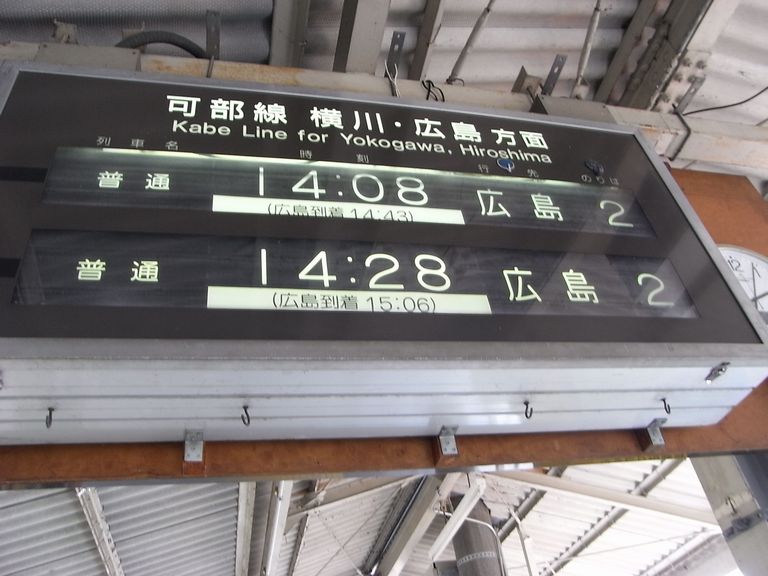 可部線 横川・広島方面
Kabe Line for Yokogawa, Hiroshima
列車名 時刻 行先 のりば
普通 14:08 広島 2
(広島到着 14:43)
普通 14:28 広島 2
(広島到着 15:06)
12